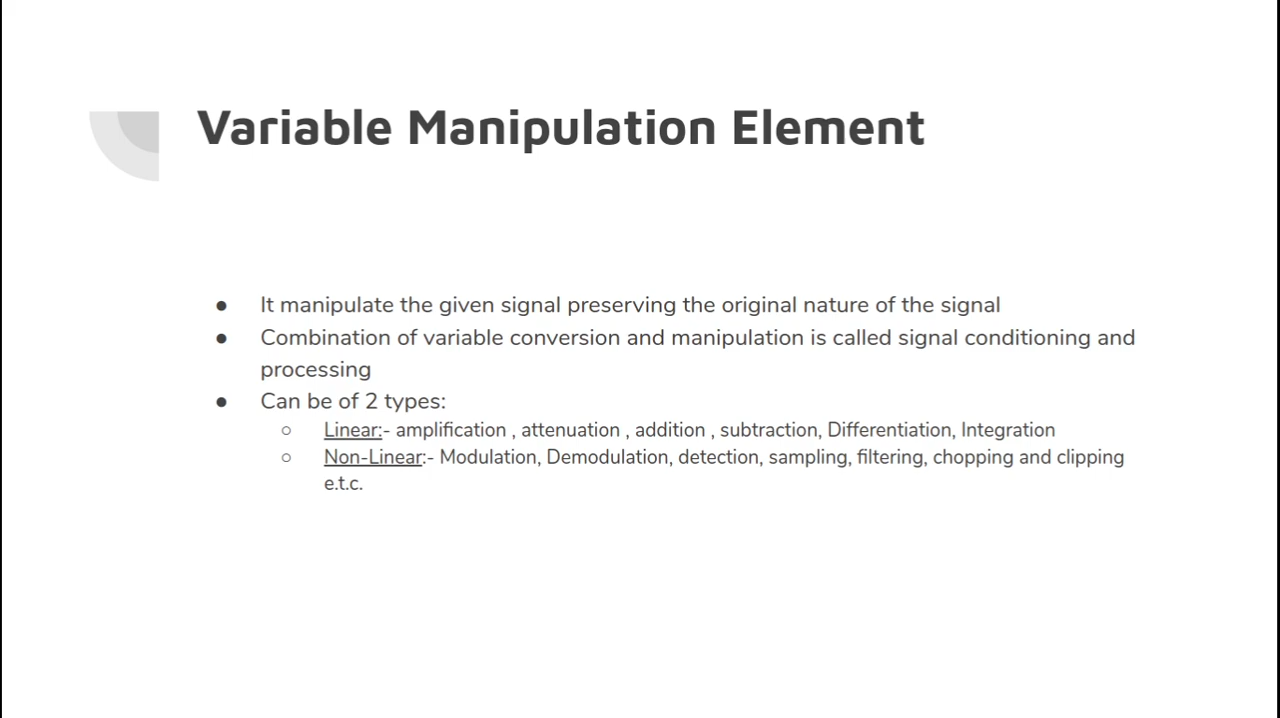 Variable Manipulation Element
● It manipulate the given signal preserving the original nature of the signal
● Combination of variable conversion and manipulation is called signal conditioning and
processing
● Can be of 2 types:
○ Linear:- amplification , attenuation , addition , subtraction, Differentiation, Integration
○ Non-Linear:- Modulation, Demodulation, detection, sampling, filtering, chopping and clipping
e.t.c.